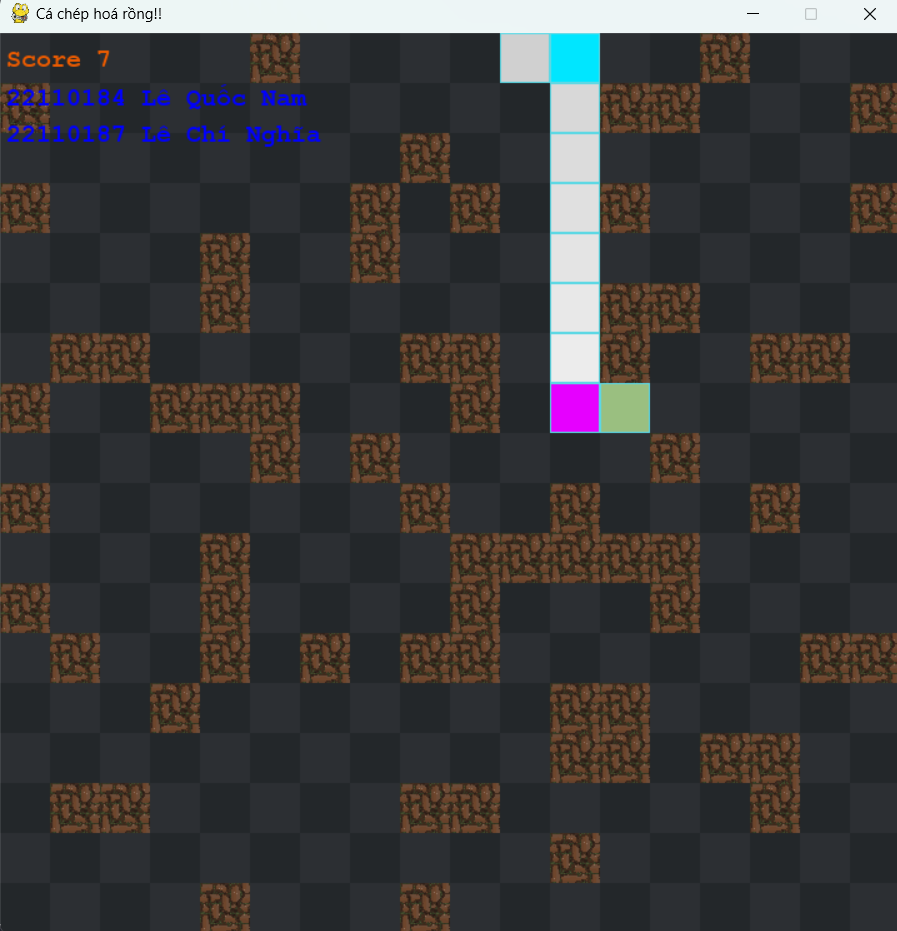 Cá chép hoá rồng!!
Score 7
22110184 Lê Quốc Nam
22110187 Lê Chí Nghĩa